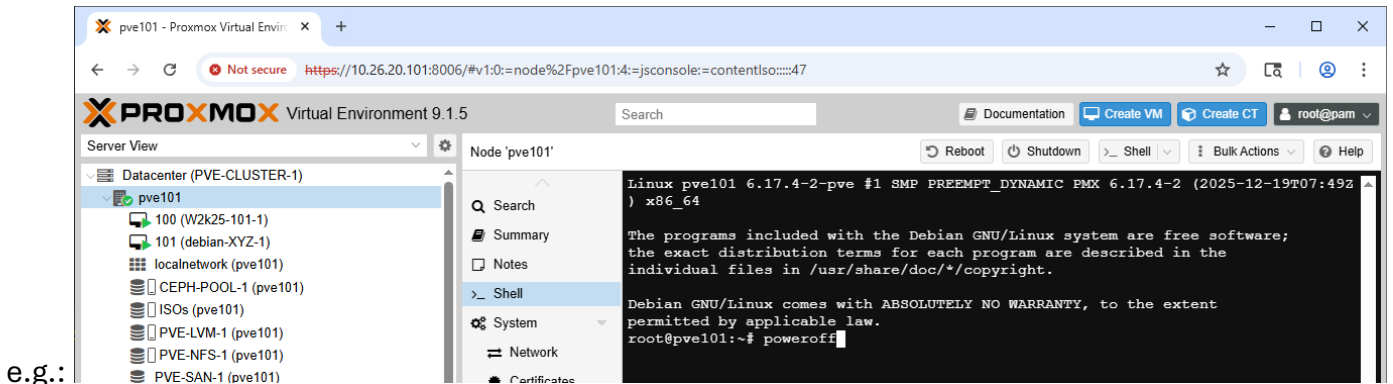 pve101 - Proxmox Virtual Enviro
Not secure https://10.26.20.101:8006/#v1:0:=node%2Fpve101:4:=jsconsole:=contentIso:::::47
PROXMOX Virtual Environment 9.1.5
Search
Documentation
Create VM
Create CT
root@pam
Server View
Node 'pve101'
Reboot
Shutdown
>_ Shell
Bulk Actions
Help
Datacenter (PVE-CLUSTER-1)
pve101
100 (W2k25-101-1)
101 (debian-XYZ-1)
localnetwork (pve101)
CEPH-POOL-1 (pve101)
ISOs (pve101)
PVE-LVM-1 (pve101)
PVE-NFS-1 (pve101)
PVE-SAN-1 (pve101)
Search
Summary
Notes
>_ Shell
System
Network
Certificates
Linux pve101 6.17.4-2-pve #1 SMP PREEMPT_DYNAMIC PMX 6.17.4-2 (2025-12-19T07:49Z
) x86_64
The programs included with the Debian GNU/Linux system are free software;
the exact distribution terms for each program are described in the
individual files in /usr/share/doc/*/copyright.
Debian GNU/Linux comes with ABSOLUTELY NO WARRANTY, to the extent
permitted by applicable law.
root@pve101:~# poweroff
e.g.: